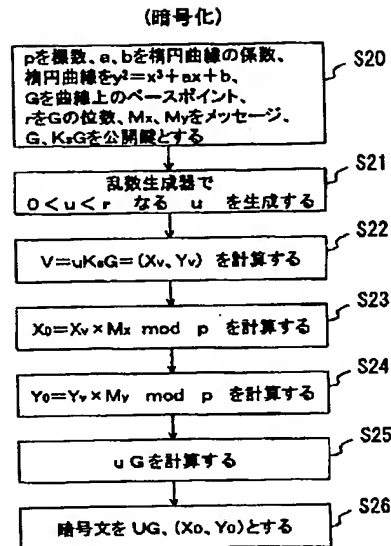 (暗号化)
pを標数、a、bを楕円曲線の係数、
楕円曲線をy²=x³+ax+b、
Gを曲線上のベースポイント、
rをGの位数、Mx、Myをメッセージ、
G、KsGを公開鍵とする
S20
乱数生成器で
0<u<r なる u を生成する
S21
V=uKsG=(Xv、Yv) を計算する
S22
X₀=Xv×Mx mod p を計算する
S23
Y₀=Yv×My mod p を計算する
S24
uGを計算する
S25
暗号文をUG、(X₀、Y₀)とする
S26